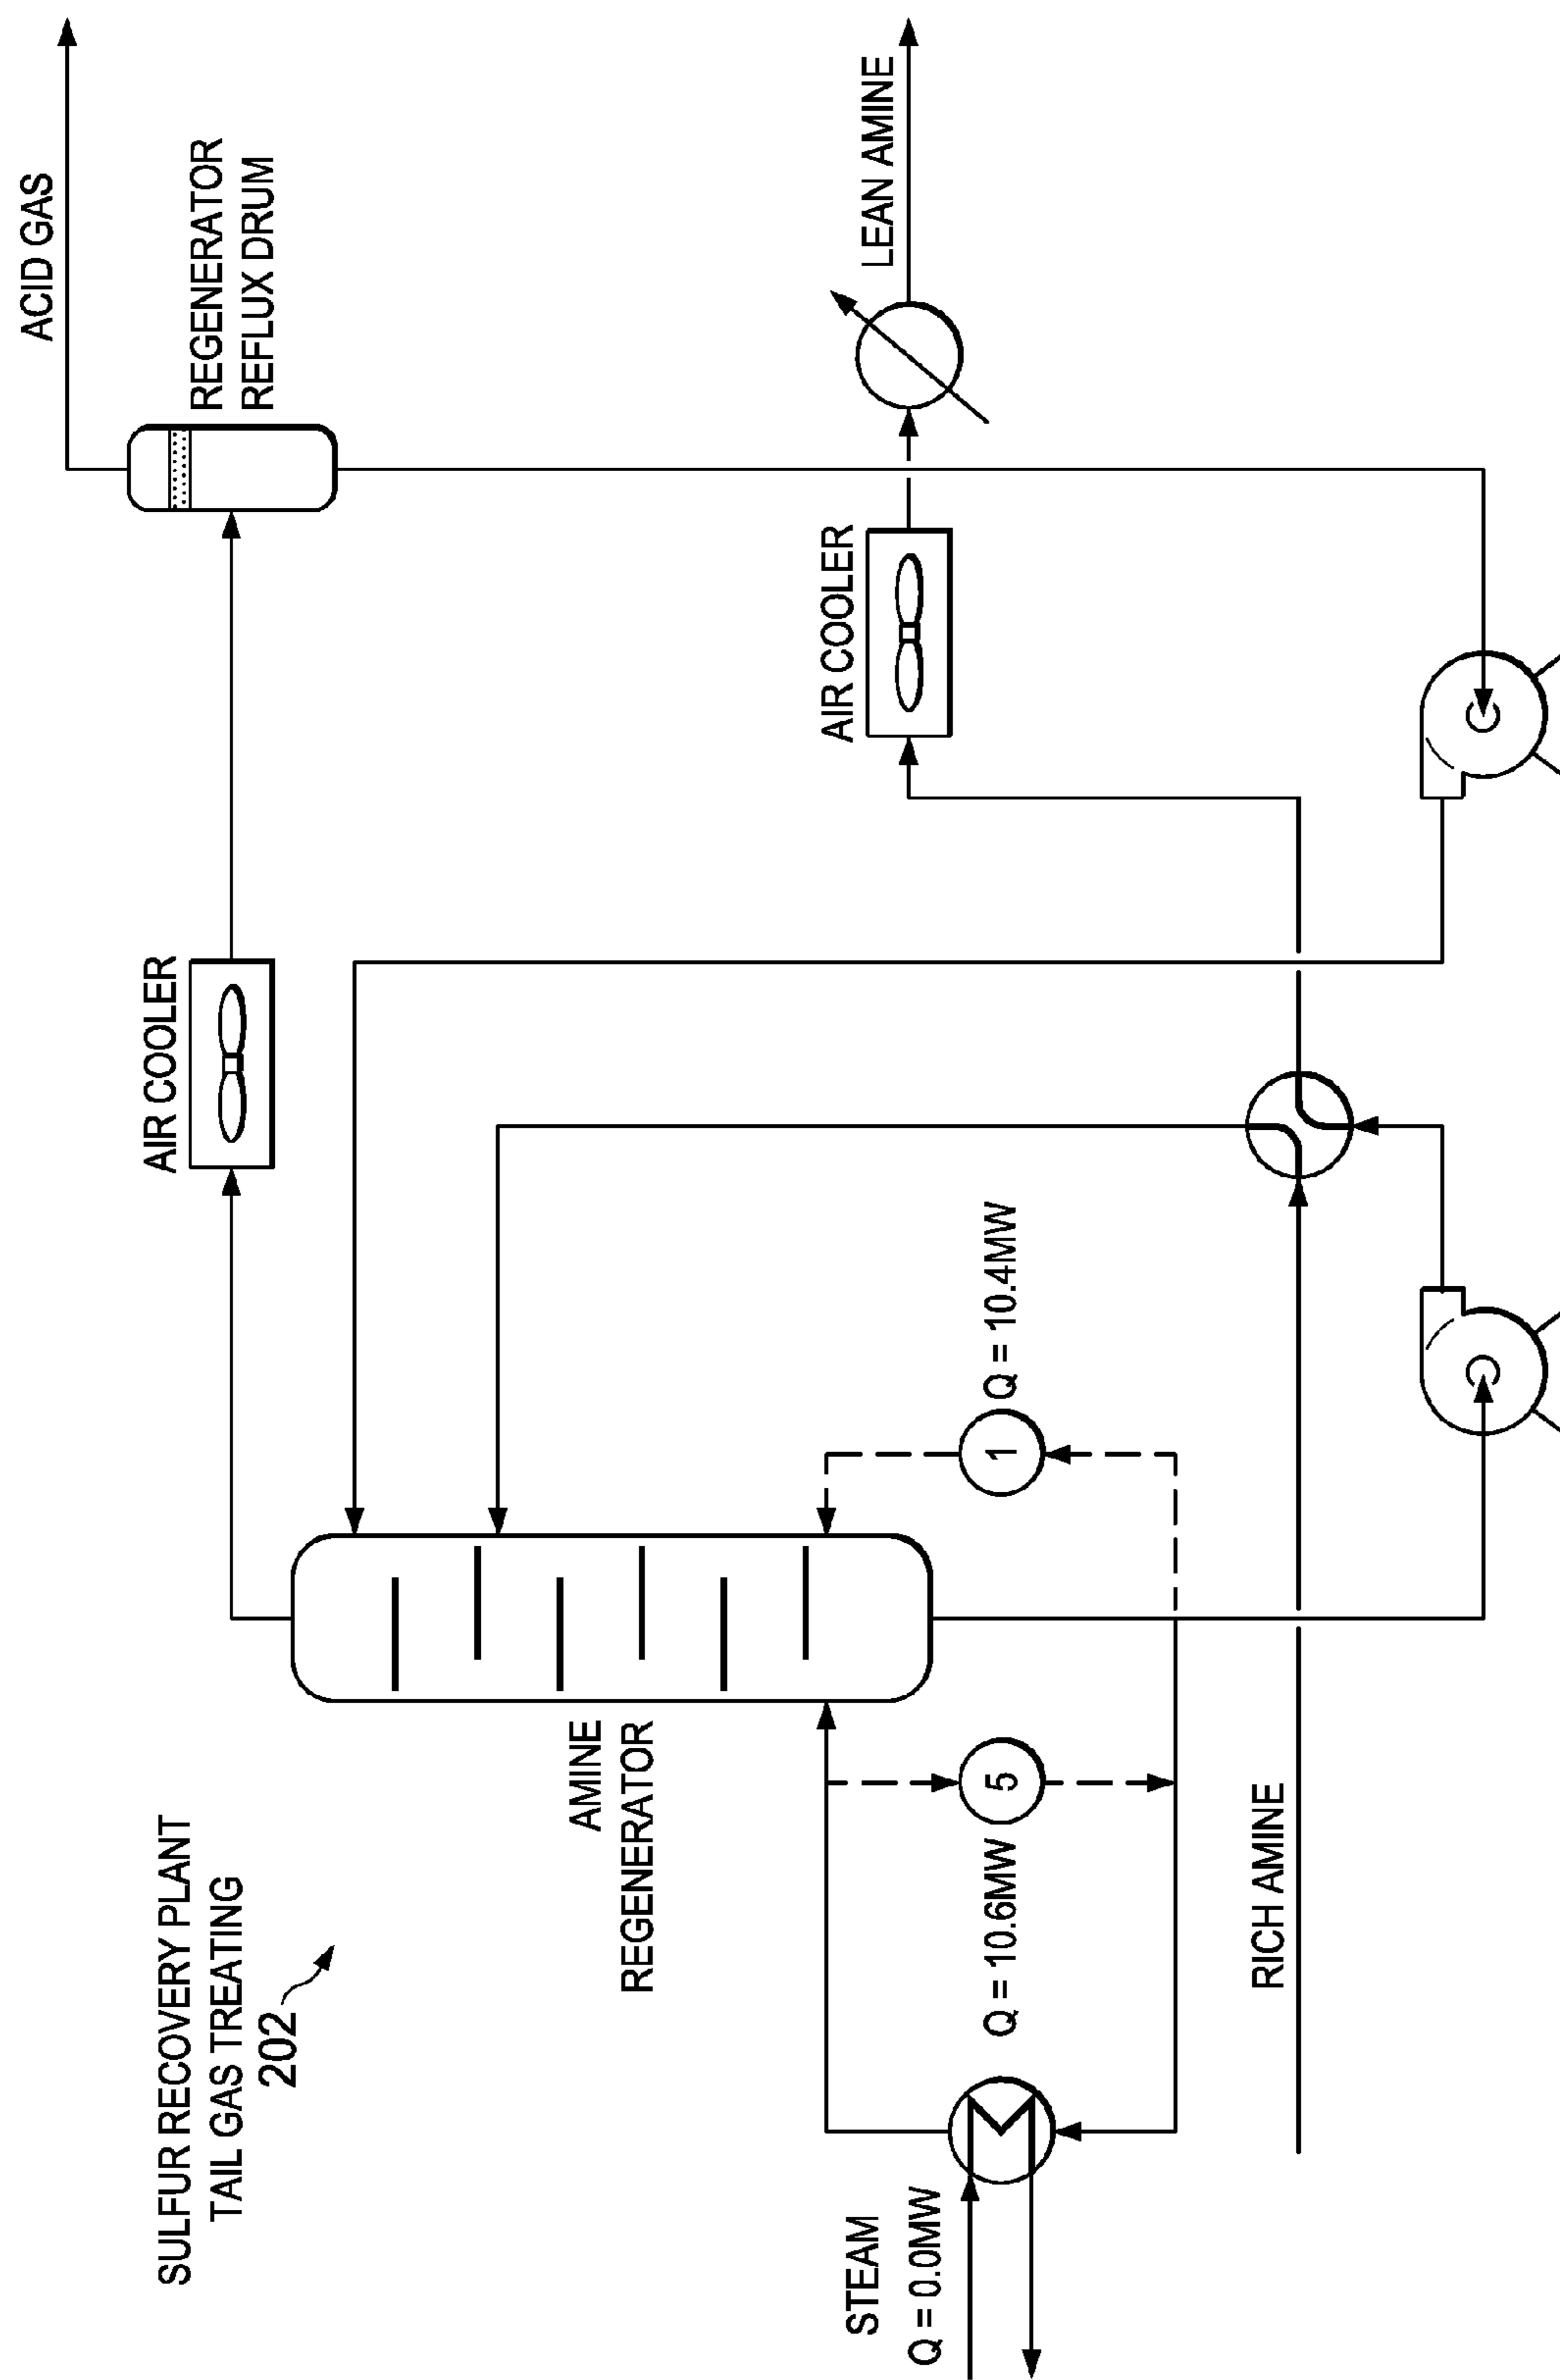 SULFUR RECOVERY PLANT
TAIL GAS TREATING
202
AIR COOLER
ACID GAS
REGENERATOR
REFLUX DRUM
AMINE
REGENERATOR
STEAM
Q = 0.0MW
Q = 10.6MW
5
1
Q = 10.4MW
AIR COOLER
LEAN AMINE
RICH AMINE